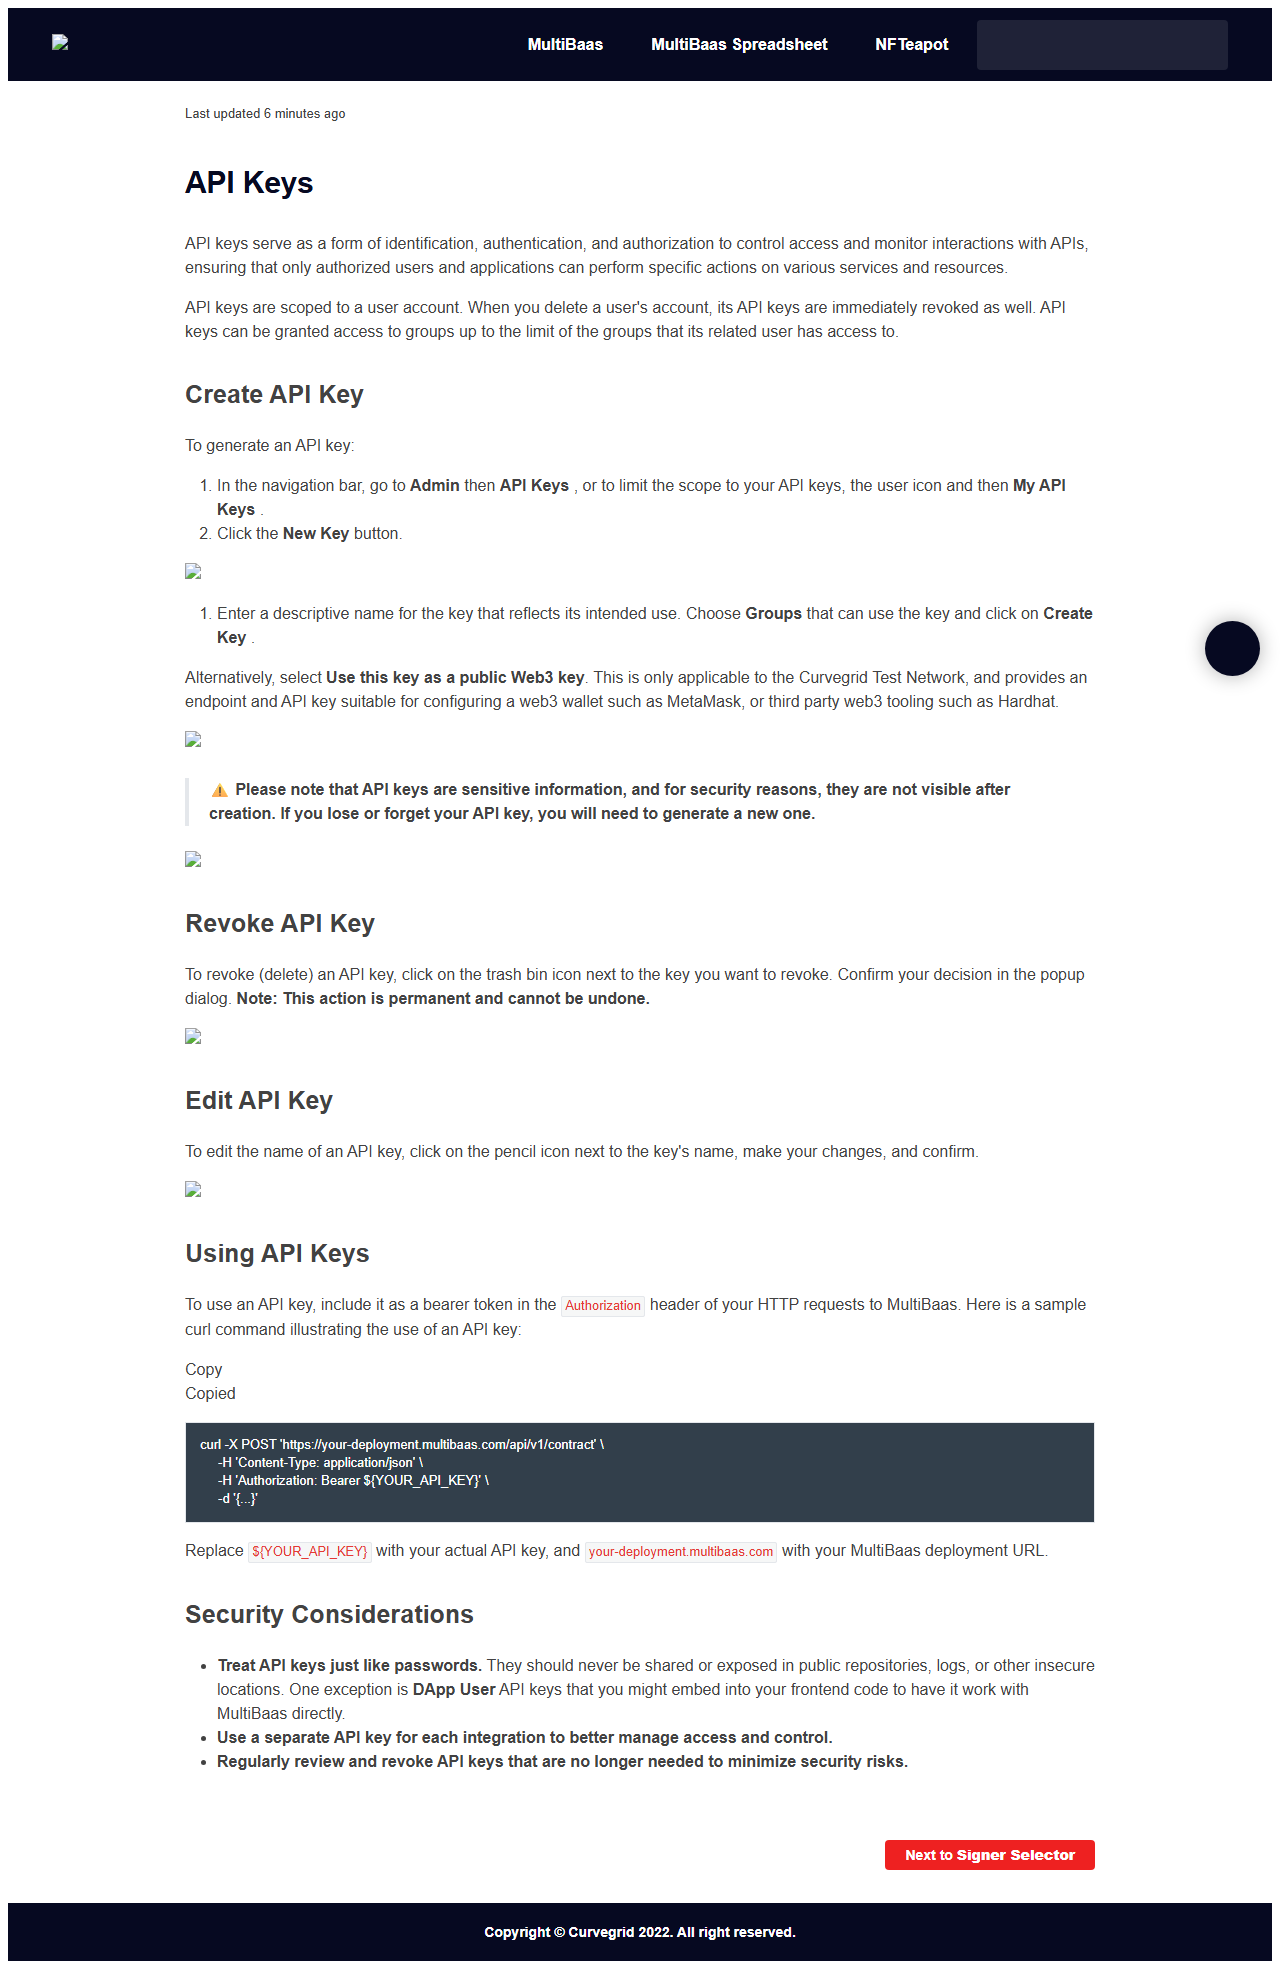 MultiBaas MultiBaas Spreadsheet NFTeapot
Last updated 6 minutes ago
API Keys
API keys serve as a form of identification, authentication, and authorization to control access and monitor interactions with APIs,
ensuring that only authorized users and applications can perform specific actions on various services and resources.
API keys are scoped to a user account. When you delete a user's account, its API keys are immediately revoked as well. API
keys can be granted access to groups up to the limit of the groups that its related user has access to.
Create API Key
To generate an API key:
1. In the navigation bar, go to Admin then API Keys , or to limit the scope to your API keys, the user icon and then My API
Keys .
2. Click the New Key button.
1. Enter a descriptive name for the key that reflects its intended use. Choose Groups that can use the key and click on Create
Key .
Alternatively, select Use this key as a public Web3 key. This is only applicable to the Curvegrid Test Network, and provides an
endpoint and API key suitable for configuring a web3 wallet such as MetaMask, or third party web3 tooling such as Hardhat.
⚠️ Please note that API keys are sensitive information, and for security reasons, they are not visible after
creation. If you lose or forget your API key, you will need to generate a new one.
Revoke API Key
To revoke (delete) an API key, click on the trash bin icon next to the key you want to revoke. Confirm your decision in the popup
dialog. Note: This action is permanent and cannot be undone.
Edit API Key
To edit the name of an API key, click on the pencil icon next to the key's name, make your changes, and confirm.
Using API Keys
To use an API key, include it as a bearer token in the Authorization header of your HTTP requests to MultiBaas. Here is a sample
curl command illustrating the use of an API key:
Copy
Copied
curl -X POST 'https://your-deployment.multibaas.com/api/v1/contract' \
-H 'Content-Type: application/json' \
-H 'Authorization: Bearer ${YOUR_API_KEY}' \
-d '{...}'
Replace ${YOUR_API_KEY} with your actual API key, and your-deployment.multibaas.com with your MultiBaas deployment URL.
Security Considerations
• Treat API keys just like passwords. They should never be shared or exposed in public repositories, logs, or other insecure
locations. One exception is DApp User API keys that you might embed into your frontend code to have it work with
MultiBaas directly.
• Use a separate API key for each integration to better manage access and control.
• Regularly review and revoke API keys that are no longer needed to minimize security risks.
Next to Signer Selector
Copyright © Curvegrid 2022. All right reserved.